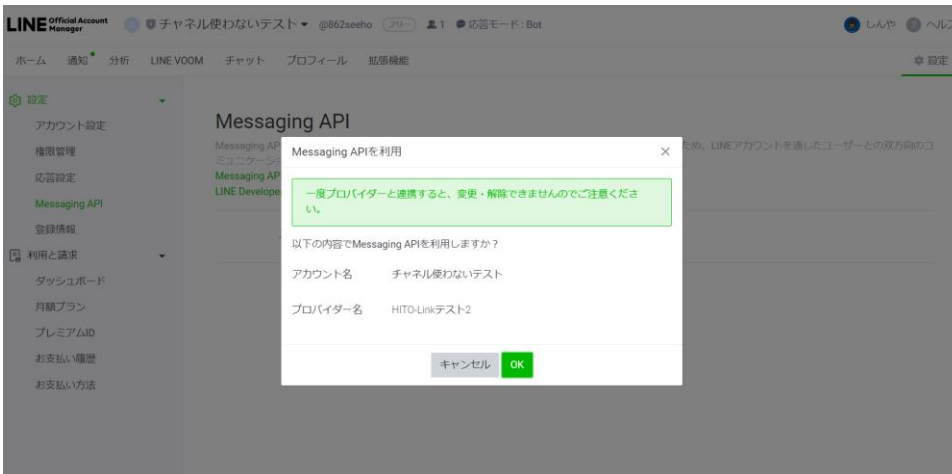 LINE Official Account Manager
チャネル使わないテスト @862seeho フリー 1 応答モード : Bot
しんや ヘルプ
ホーム 通知 分析 LINE VOOM チャット プロフィール 拡張機能 設定
設定
アカウント設定
権限管理
応答設定
Messaging API
登録情報
利用と請求
ダッシュボード
月額プラン
プレミアムID
お支払い履歴
お支払い方法
Messaging API
Messaging AP
ため、LINEアカウントを通したユーザーとの双方向のコ
ミュニケーシ
Messaging AP
LINE Develope
Messaging APIを利用
一度プロバイダーと連携すると、変更・解除できませんのでご注意くださ
い。
以下の内容でMessaging APIを利用しますか？
アカウント名 チャネル使わないテスト
プロバイダー名 HITO-Linkテスト2
キャンセル OK